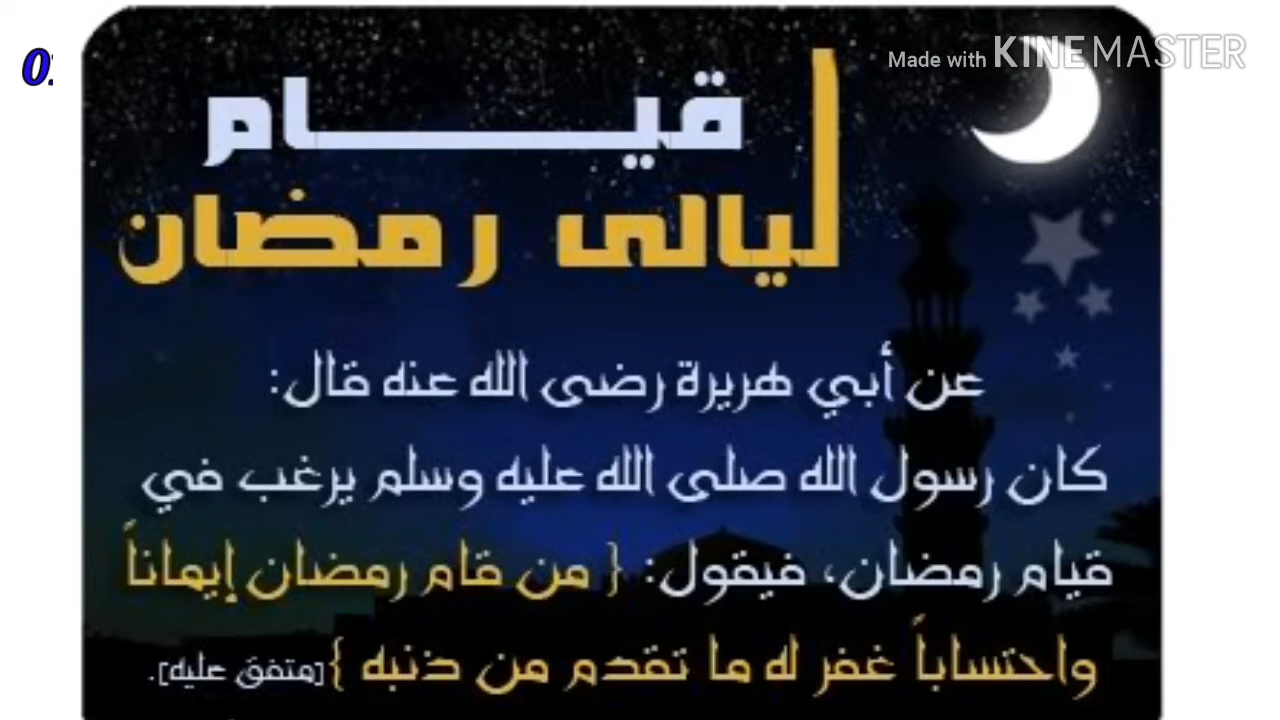 Made with KINEMASTER
قيام
ليالى رمضان
عن أبي هريرة رضى الله عنه قال:
كان رسول الله صلى الله عليه وسلم يرغب في
قيام رمضان، فيقول: { من قام رمضان إيماناً
واحتساباً غفر له ما تقدم من ذنبه }[متفق عليه].